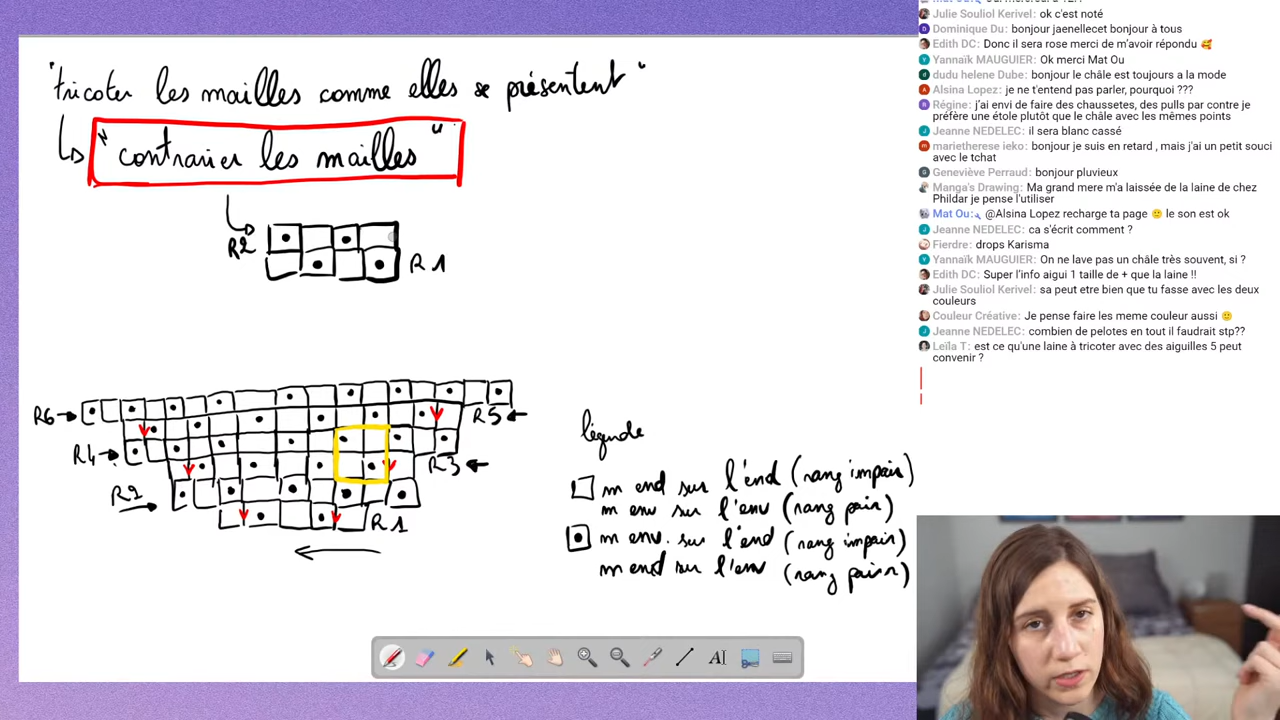 "tricoter les mailles comme elles se présentent"
"contrarier les mailles"
R2
R1
R6
R5
R4
R3
R2
R1
légende
m end sur l'end (rang impair)
m env sur l'env (rang pair)
m env. sur l'end (rang impair)
m end sur l'env (rang pair)
AI
Julie Souliol Kerivel: ok c'est noté
Dominique Du: bonjour jaenellecet bonjour à tous
Edith DC: Donc il sera rose merci de m'avoir répondu 🥰
Yannaïk MAUGUIER: Ok merci Mat Ou
dudu helene Dube: bonjour le châle est toujours a la mode
Alsina Lopez: je ne t'entend pas parler, pourquoi ???
Régine: j'ai envi de faire des chaussetes, des pulls par contre je
préfère une étole plutôt que le châle avec les mêmes points
Jeanne NEDELEC: il sera blanc cassé
marietherese ieko: bonjour je suis en retard , mais j'ai un petit souci
avec le tchat
Geneviève Perraud: bonjour pluvieux
Manga's Drawing: Ma grand mere m'a laissée de la laine de chez
Phildar je pense l'utiliser
Mat Ou: @Alsina Lopez recharge ta page 🙂 le son est ok
Jeanne NEDELEC: ca s'écrit comment ?
Fierdre: drops Karisma
Yannaïk MAUGUIER: On ne lave pas un châle très souvent, si ?
Edith DC: Super l'info aigui 1 taille de + que la laine !!
Julie Souliol Kerivel: sa peut etre bien que tu fasse avec les deux
couleurs
Couleur Créative: Je pense faire les meme couleur aussi 🙂
Jeanne NEDELEC: combien de pelotes en tout il faudrait stp??
Leïla T: est ce qu'une laine à tricoter avec des aiguilles 5 peut
convenir ?